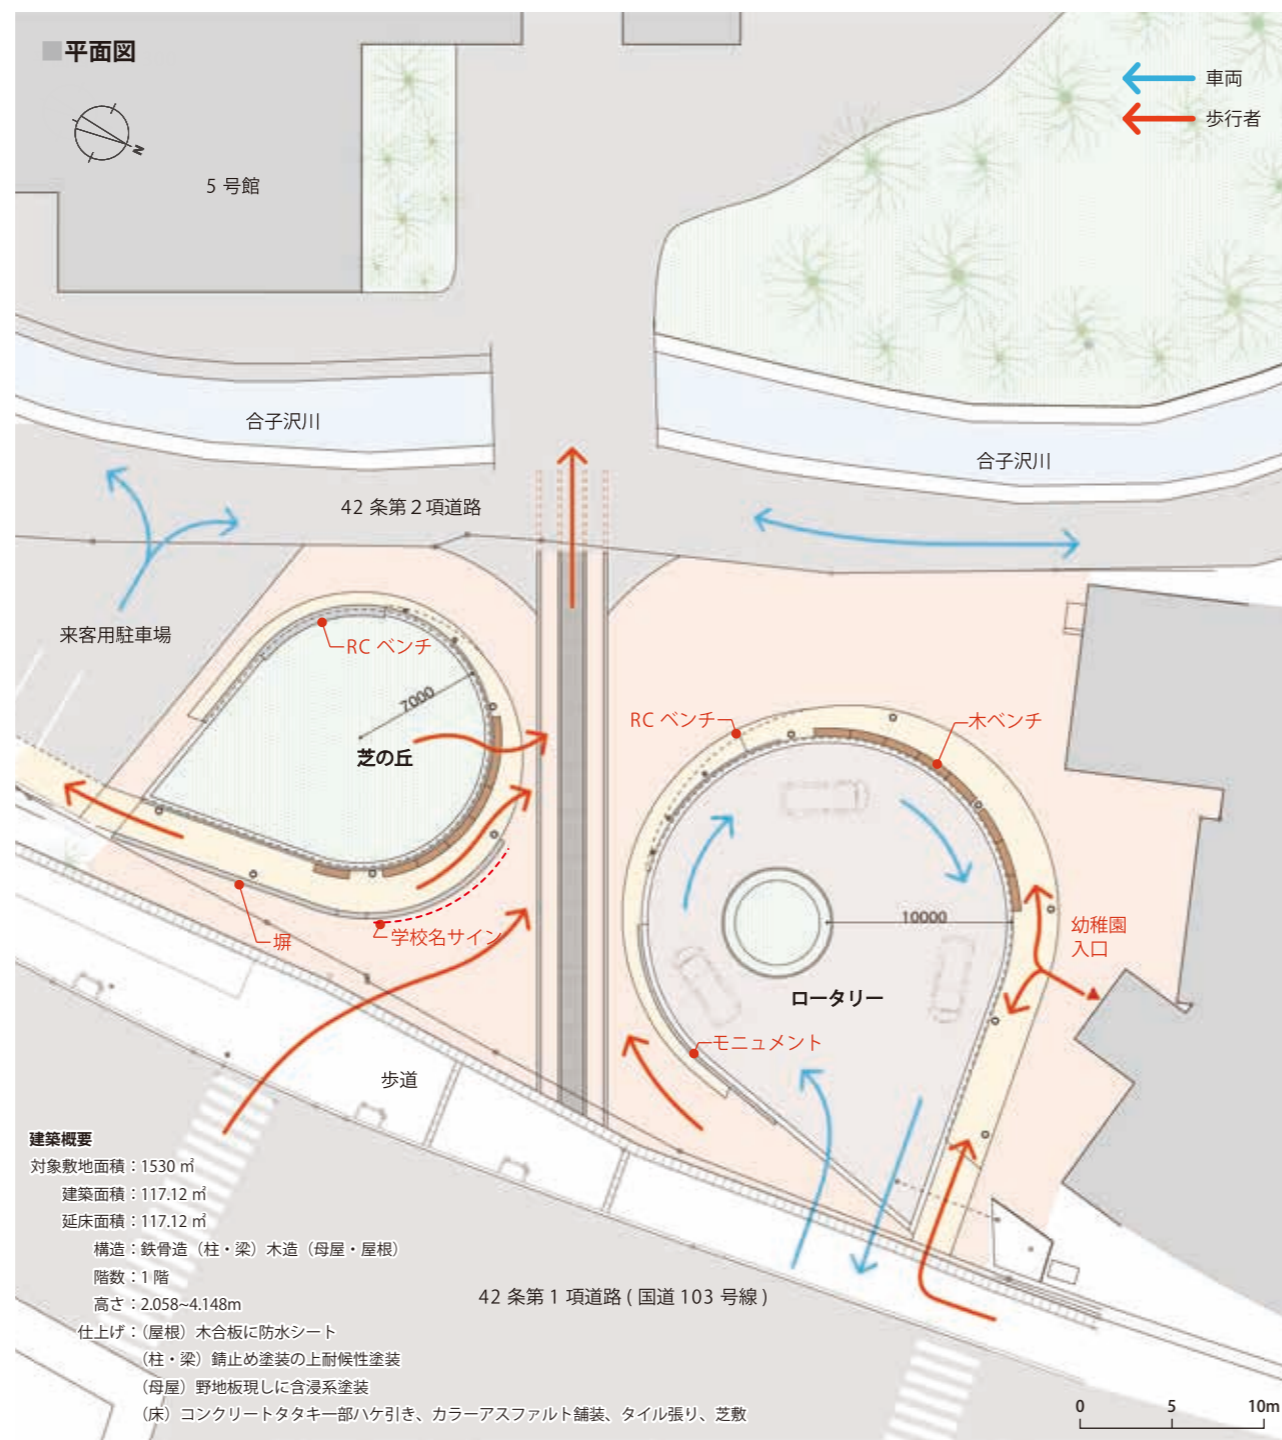 ■平面図
車両
歩行者
N
5 号館
合子沢川
合子沢川
42 条第２項道路
来客用駐車場
RC ベンチ
7000
芝の丘
RC ベンチ
木ベンチ
10000
幼稚園
入口
塀
学校名サイン
ロータリー
モニュメント
歩道
建築概要
対象敷地面積：1530 ㎡
建築面積：117.12 ㎡
延床面積：117.12 ㎡
構造：鉄骨造（柱・梁）木造（母屋・屋根）
階数：1 階
高さ：2.058~4.148m
仕上げ：（屋根）木合板に防水シート
（柱・梁）錆止め塗装の上耐候性塗装
（母屋）野地板現しに含浸系塗装
（床）コンクリートタタキ一部ハケ引き、カラーアスファルト舗装、タイル張り、芝敷
42 条第１項道路 ( 国道 103 号線 )
0 5 10m